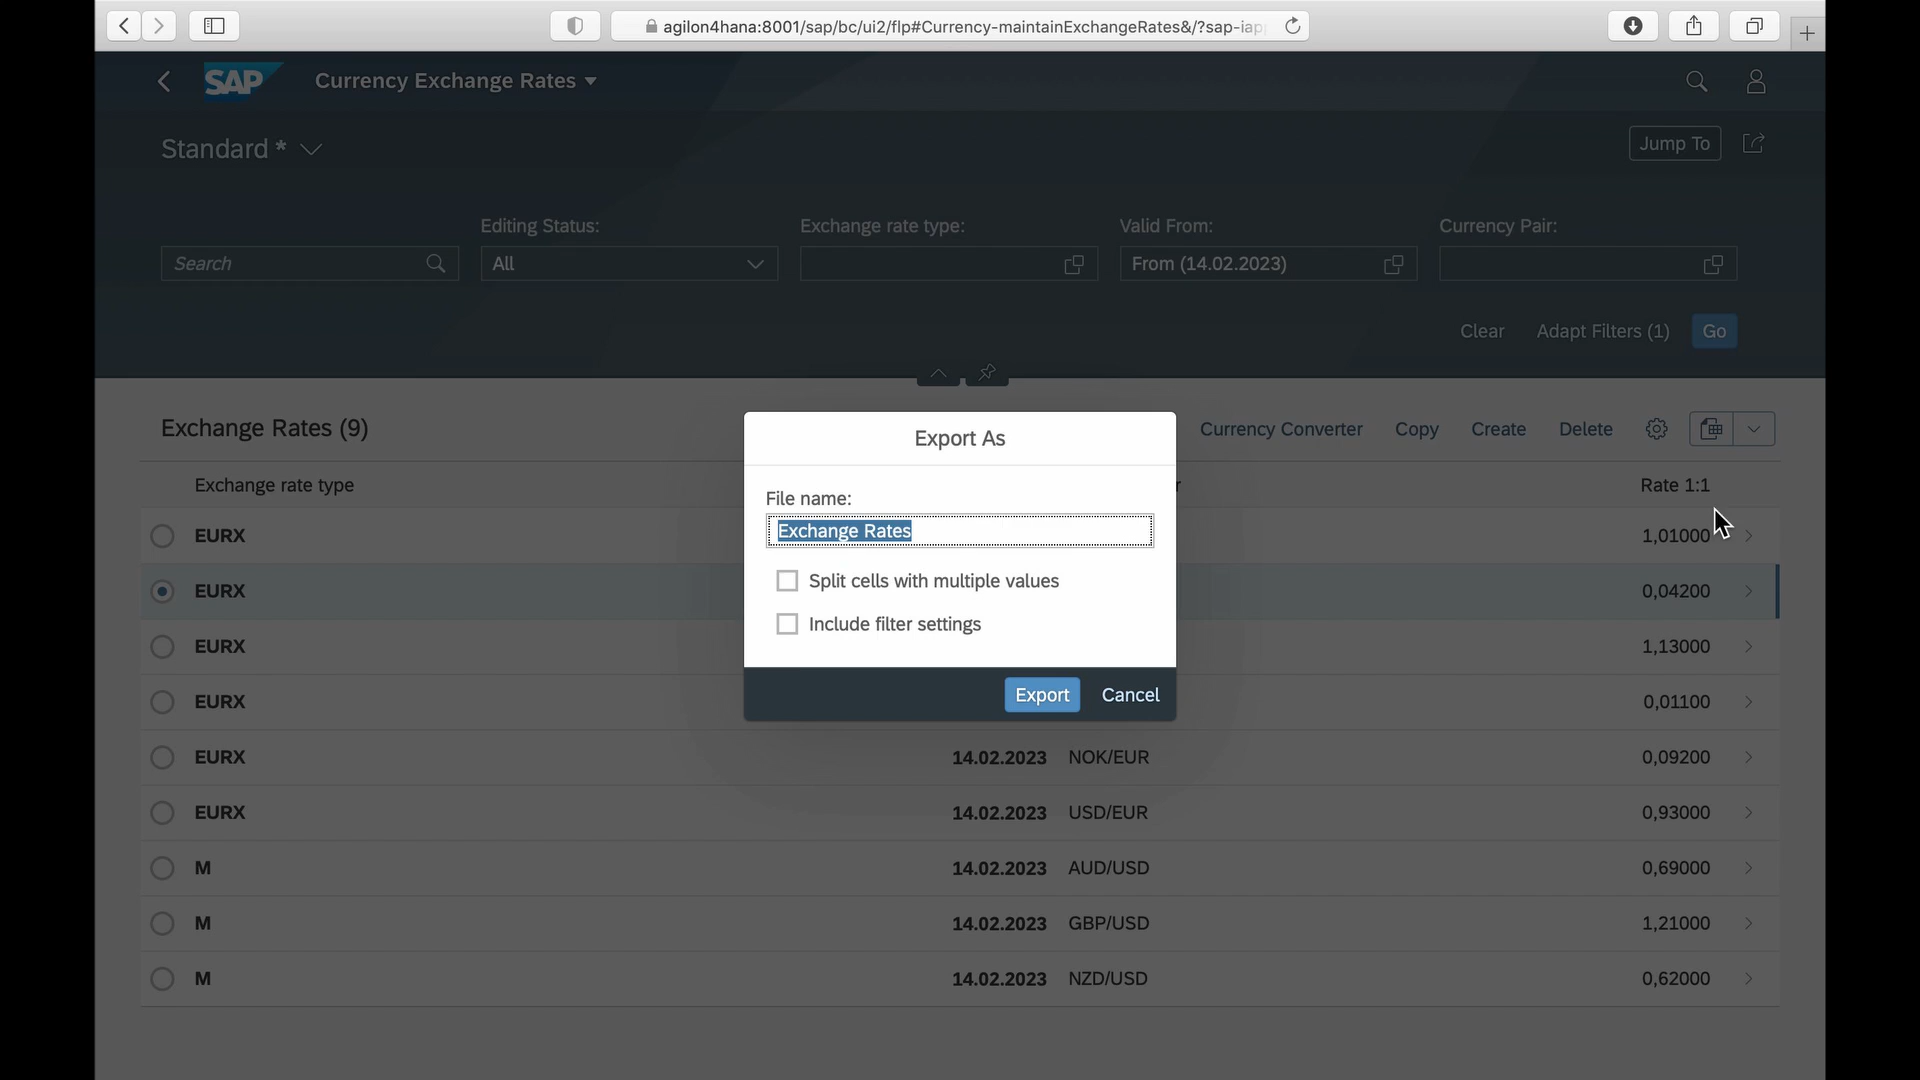 agilon4hana:8001/sap/bc/ui2/flp#Currency-maintainExchangeRates&/?sap-iap
SAP Currency Exchange Rates
Standard *
Jump To
Editing Status:
Exchange rate type:
Valid From:
Currency Pair:
Search
All
From (14.02.2023)
Clear
Adapt Filters (1)
Go
Exchange Rates (9)
Currency Converter
Copy
Create
Delete
Exchange rate type
Rate 1:1
EURX 1,01000
EURX 0,04200
EURX 1,13000
EURX 0,01100
EURX 14.02.2023 NOK/EUR 0,09200
EURX 14.02.2023 USD/EUR 0,93000
M 14.02.2023 AUD/USD 0,69000
M 14.02.2023 GBP/USD 1,21000
M 14.02.2023 NZD/USD 0,62000
Export As
File name:
Exchange Rates
Split cells with multiple values
Include filter settings
Export
Cancel